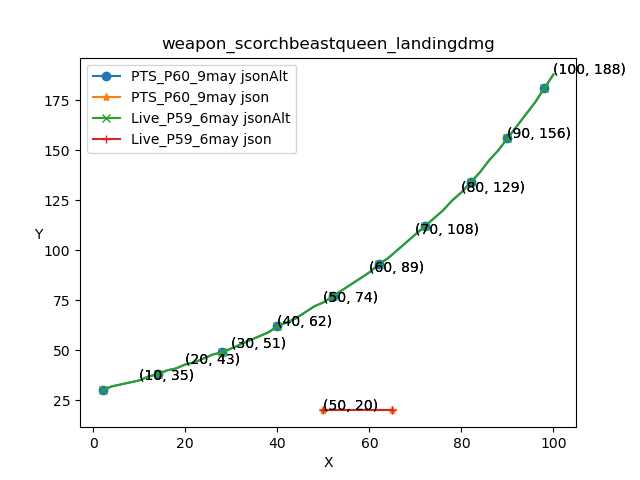 weapon_scorchbeastqueen_landingdmg
PTS_P60_9may jsonAlt
PTS_P60_9may json
Live_P59_6may jsonAlt
Live_P59_6may json
(100, 188)
(90, 156)
(80, 129)
(70, 108)
(60, 89)
(50, 74)
(40, 62)
(30, 51)
(20, 43)
(10, 35)
(50, 20)
Y
175
150
125
100
75
50
25
0 20 40 60 80 100
X